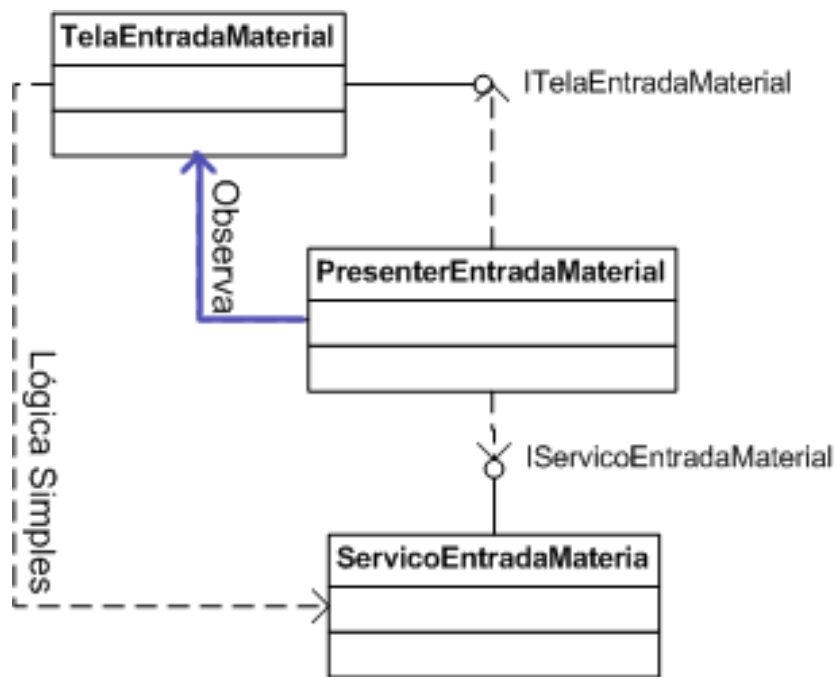 TelaEntradaMaterial
ITelaEntradaMaterial
Observa
PresenterEntradaMaterial
Lógica Simples
IServicoEntradaMaterial
ServicoEntradaMateria